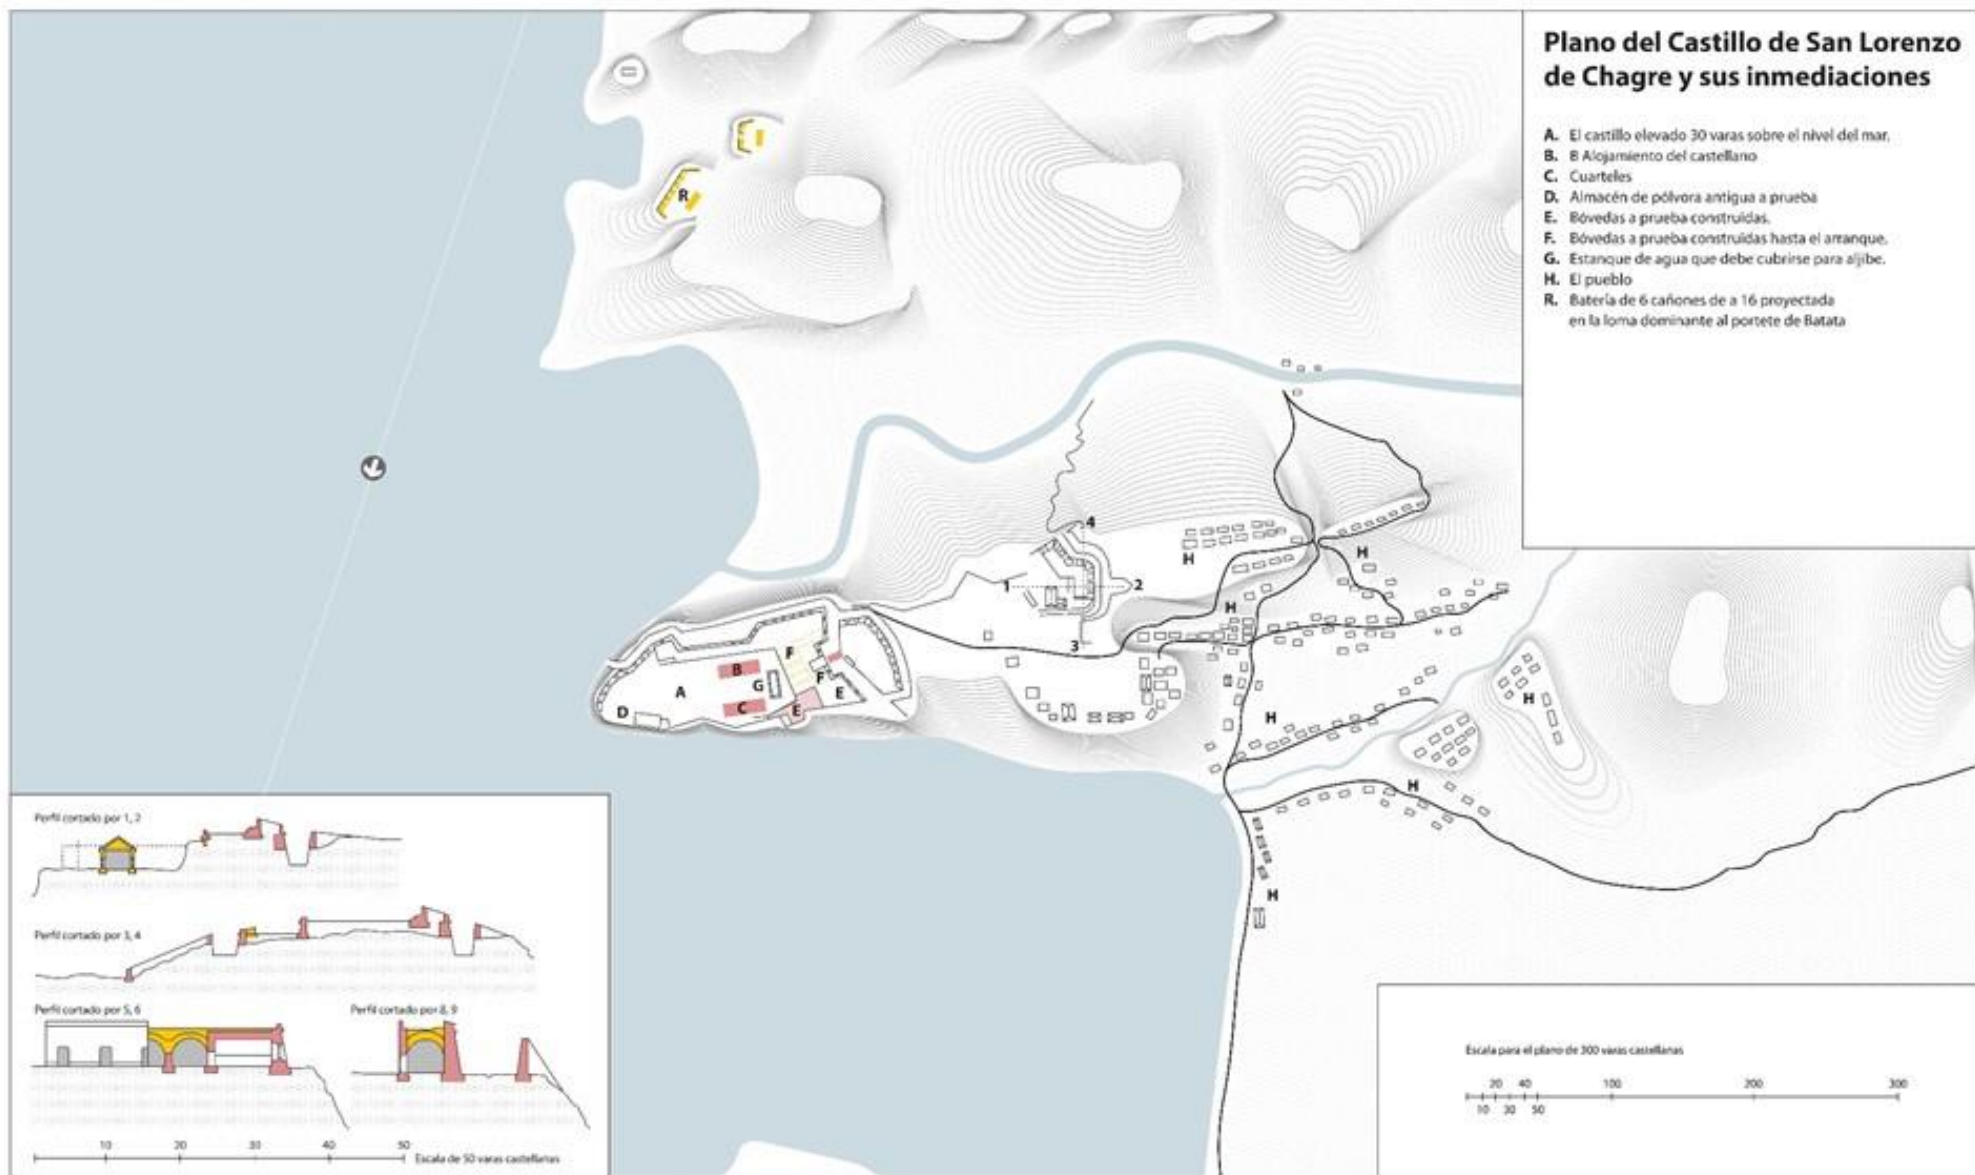 Plano del Castillo de San Lorenzo
de Chagre y sus inmediaciones
A. El castillo elevado 30 varas sobre el nivel del mar.
B. B Alojamiento del castellano
C. Cuarteles
D. Almacén de pólvora antigua a prueba
E. Bóvedas a prueba construidas.
F. Bóvedas a prueba construidas hasta el arranque.
G. Estanque de agua que debe cubrirse para aljibe.
H. El pueblo
R. Batería de 6 cañones de a 16 proyectada
en la loma dominante al portete de Batata
R
4
H
H
1
2
H
3
F
B
F
A
G
E
C
E
D
H
H
H
H
Perfil cortado por 1, 2
Perfil cortado por 3, 4
Perfil cortado por 5, 6
Perfil cortado por 8, 9
10 20 30 40 50
Escala de 50 varas castellanas
Escala para el plano de 300 varas castellanas
20 40 100 200 300
10 30 50